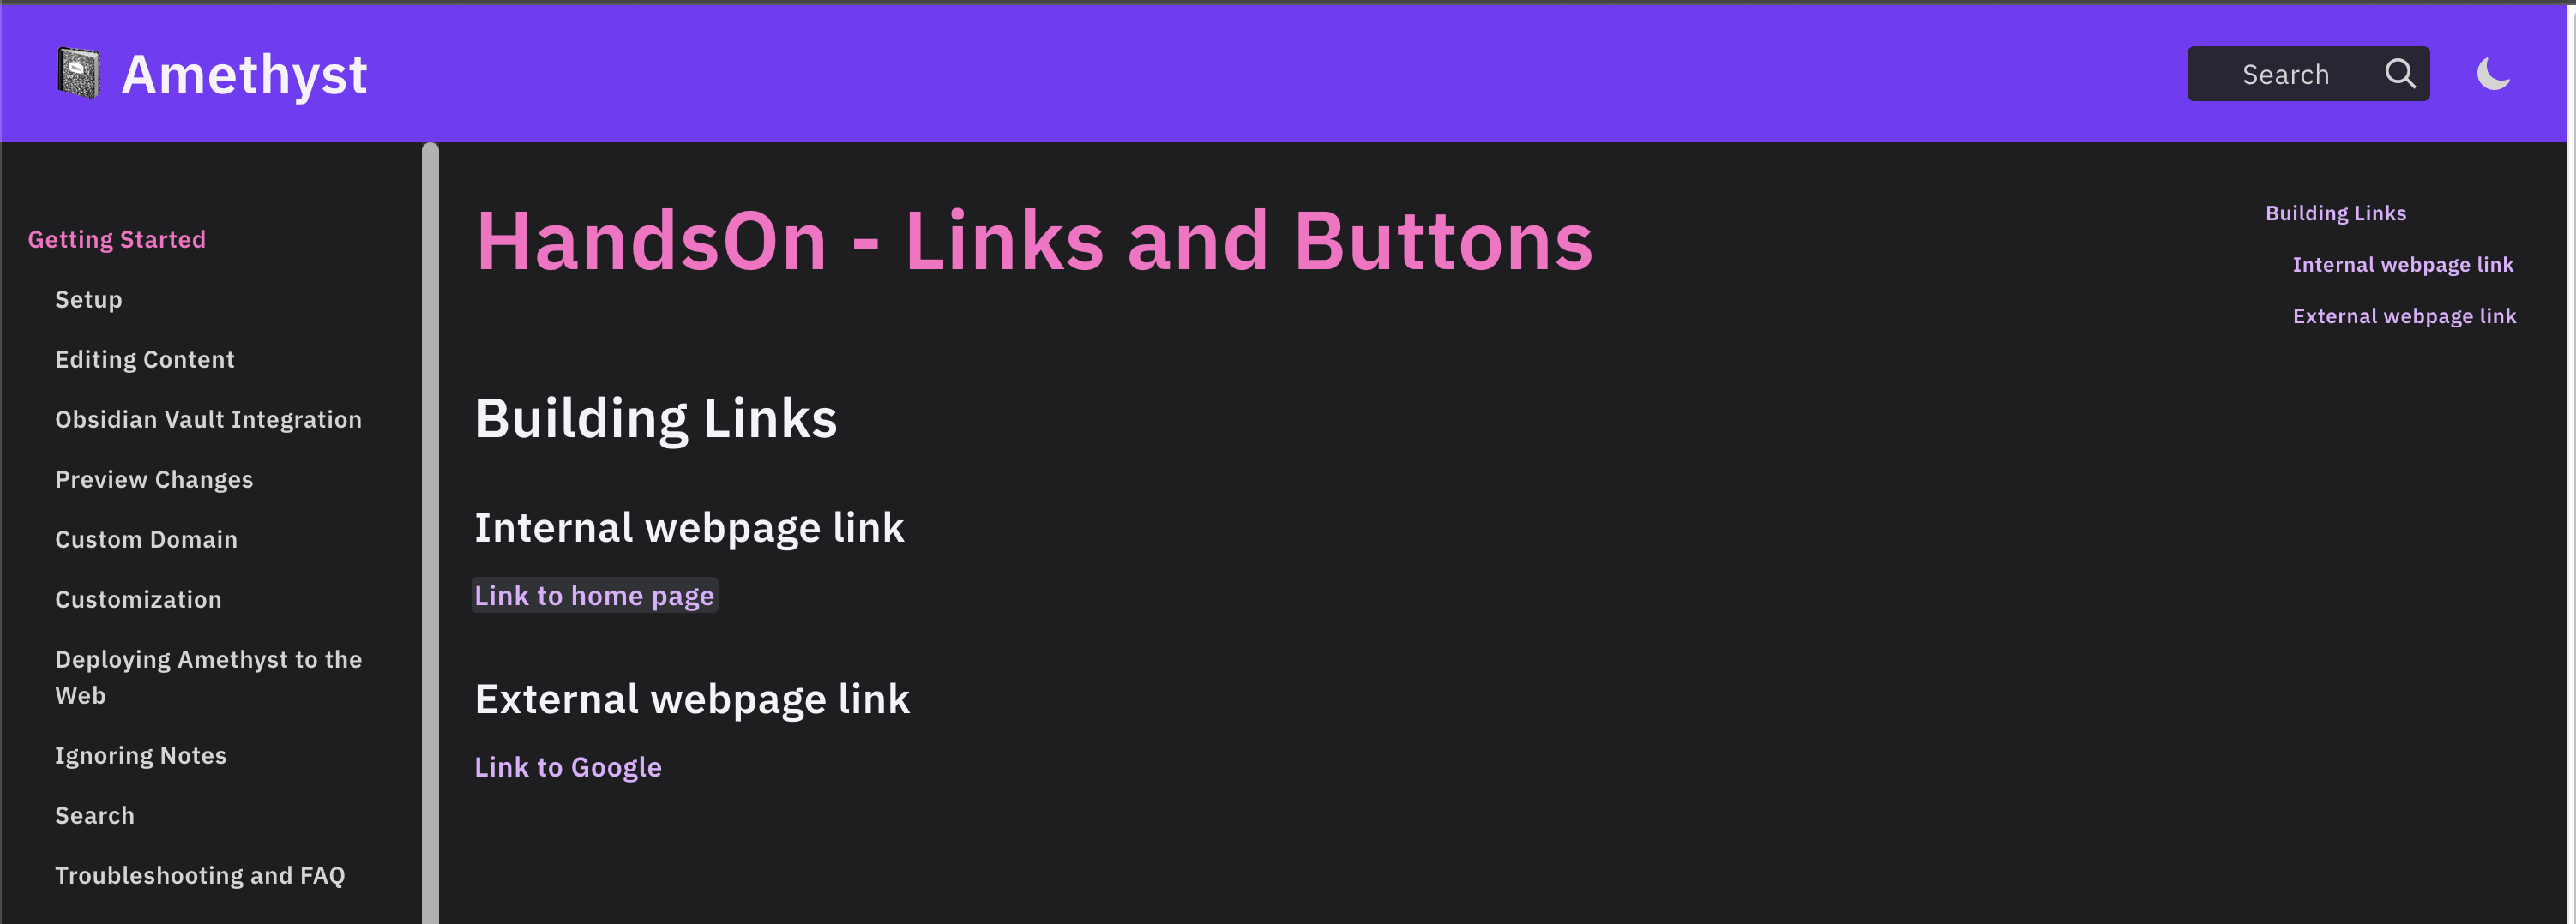 Amethyst
Search
Getting Started
Setup
Editing Content
Obsidian Vault Integration
Preview Changes
Custom Domain
Customization
Deploying Amethyst to the
Web
Ignoring Notes
Search
Troubleshooting and FAQ
HandsOn - Links and Buttons
Building Links
Internal webpage link
Link to home page
External webpage link
Link to Google
Building Links
Internal webpage link
External webpage link